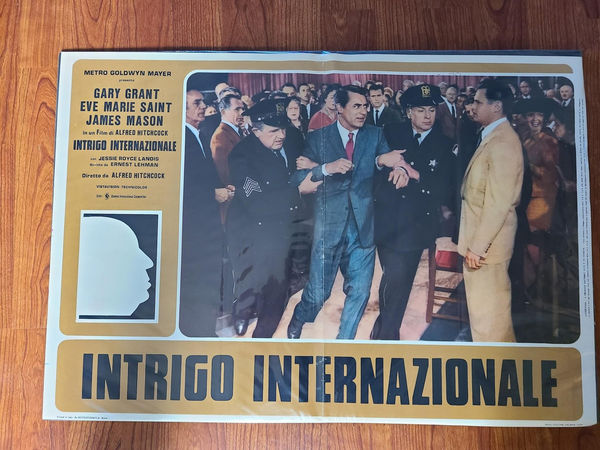 METRO GOLDWYN MAYER
presenta
GARY GRANT
EVE MARIE SAINT
JAMES MASON
in un film di ALFRED HITCHCOCK
INTRIGO INTERNAZIONALE
con JESSIE ROYCE LANDIS
Scritto da ERNEST LEHMAN
Diretto da ALFRED HITCHCOCK
VISTAVISION - TECHNICOLOR
INTRIGO INTERNAZIONALE